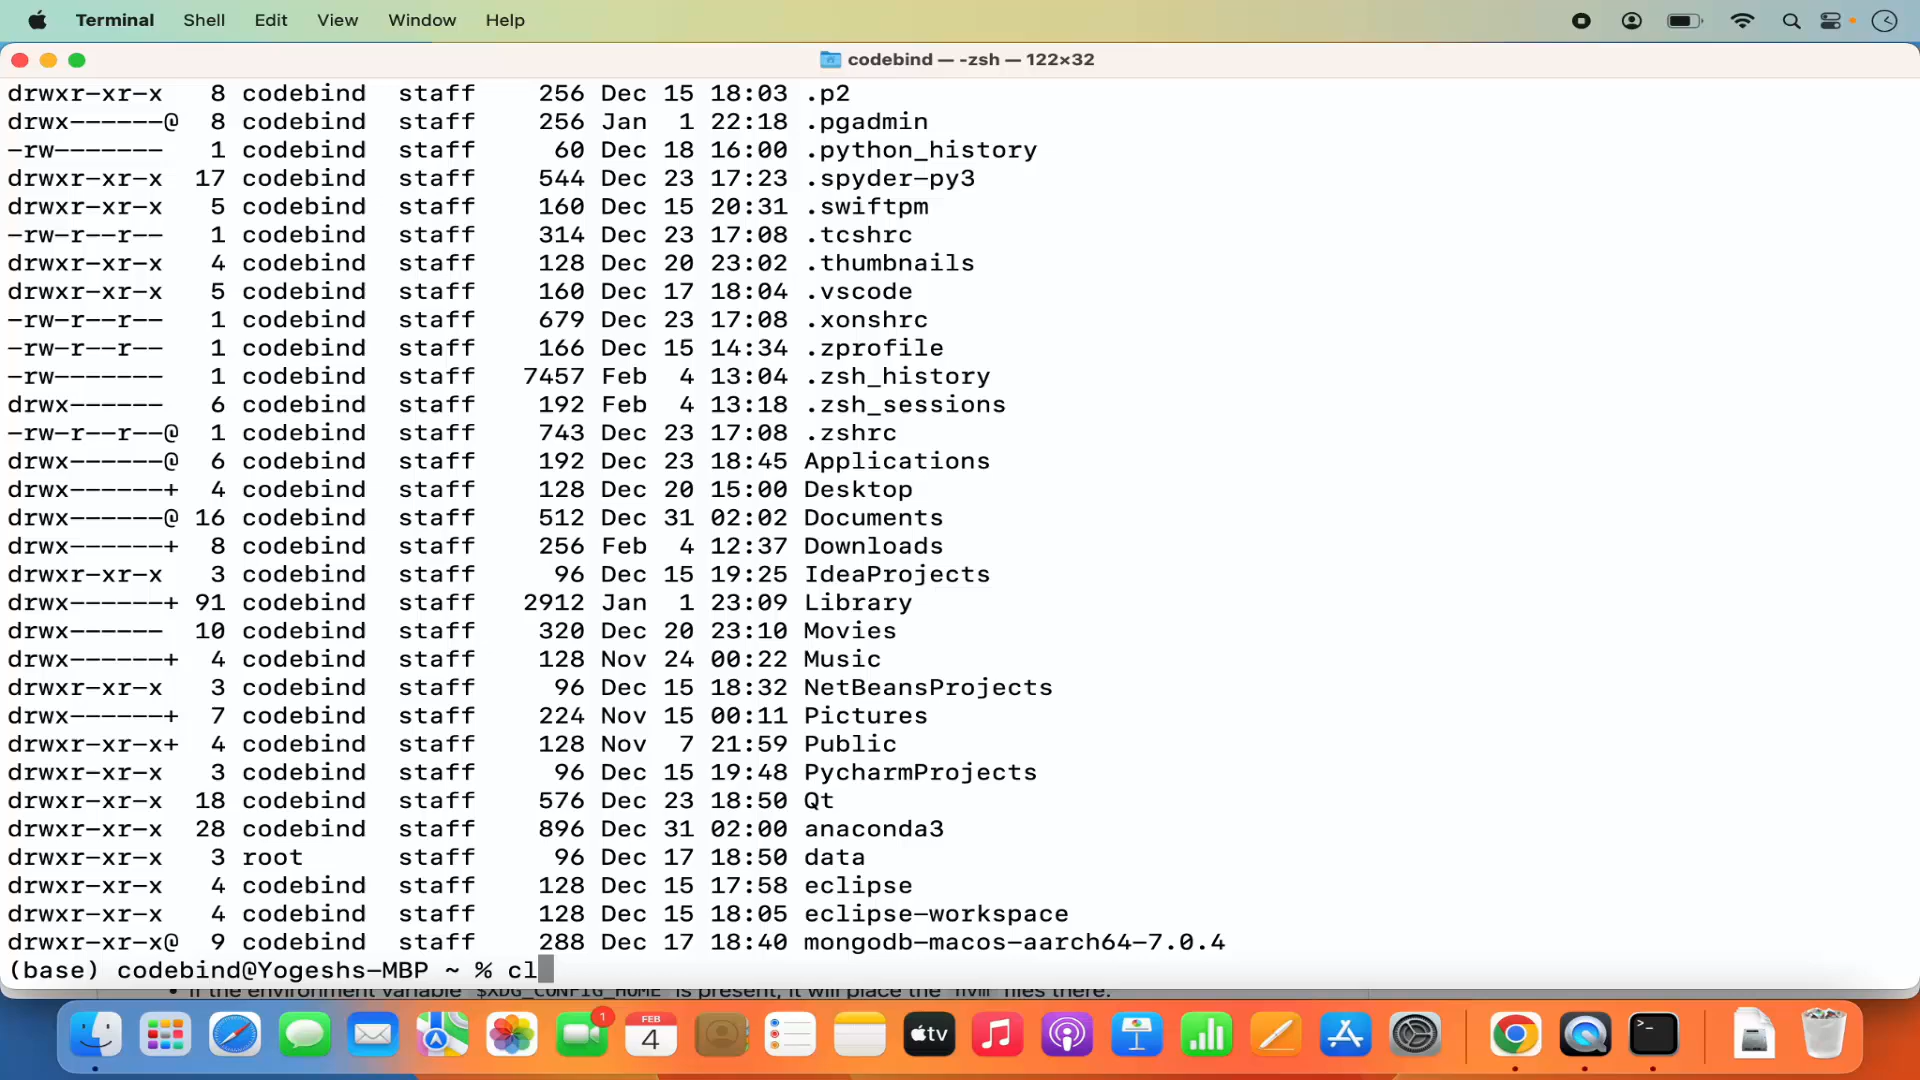 Terminal Shell Edit View Window Help
codebind — -zsh — 122×32
drwxr-xr-x 8 codebind staff 256 Dec 15 18:03 .p2
drwx------@ 8 codebind staff 256 Jan 1 22:18 .pgadmin
-rw------- 1 codebind staff 60 Dec 18 16:00 .python_history
drwxr-xr-x 17 codebind staff 544 Dec 23 17:23 .spyder-py3
drwxr-xr-x 5 codebind staff 160 Dec 15 20:31 .swiftpm
-rw-r--r-- 1 codebind staff 314 Dec 23 17:08 .tcshrc
drwxr-xr-x 4 codebind staff 128 Dec 20 23:02 .thumbnails
drwxr-xr-x 5 codebind staff 160 Dec 17 18:04 .vscode
-rw-r--r-- 1 codebind staff 679 Dec 23 17:08 .xonshrc
-rw-r--r-- 1 codebind staff 166 Dec 15 14:34 .zprofile
-rw------- 1 codebind staff 7457 Feb 4 13:04 .zsh_history
drwx------ 6 codebind staff 192 Feb 4 13:18 .zsh_sessions
-rw-r--r--@ 1 codebind staff 743 Dec 23 17:08 .zshrc
drwx------@ 6 codebind staff 192 Dec 23 18:45 Applications
drwx------+ 4 codebind staff 128 Dec 20 15:00 Desktop
drwx------@ 16 codebind staff 512 Dec 31 02:02 Documents
drwx------+ 8 codebind staff 256 Feb 4 12:37 Downloads
drwxr-xr-x 3 codebind staff 96 Dec 15 19:25 IdeaProjects
drwx------+ 91 codebind staff 2912 Jan 1 23:09 Library
drwx------ 10 codebind staff 320 Dec 20 23:10 Movies
drwx------+ 4 codebind staff 128 Nov 24 00:22 Music
drwxr-xr-x 3 codebind staff 96 Dec 15 18:32 NetBeansProjects
drwx------+ 7 codebind staff 224 Nov 15 00:11 Pictures
drwxr-xr-x+ 4 codebind staff 128 Nov 7 21:59 Public
drwxr-xr-x 3 codebind staff 96 Dec 15 19:48 PycharmProjects
drwxr-xr-x 18 codebind staff 576 Dec 23 18:50 Qt
drwxr-xr-x 28 codebind staff 896 Dec 31 02:00 anaconda3
drwxr-xr-x 3 root staff 96 Dec 17 18:50 data
drwxr-xr-x 4 codebind staff 128 Dec 15 17:58 eclipse
drwxr-xr-x 4 codebind staff 128 Dec 15 18:05 eclipse-workspace
drwxr-xr-x@ 9 codebind staff 288 Dec 17 18:40 mongodb-macos-aarch64-7.0.4
(base) codebind@Yogeshs-MBP ~ % cl
• If the environment variable $XDG_CONFIG_HOME is present, it will place the nvm files there.
1
FEB
4
tv
>_